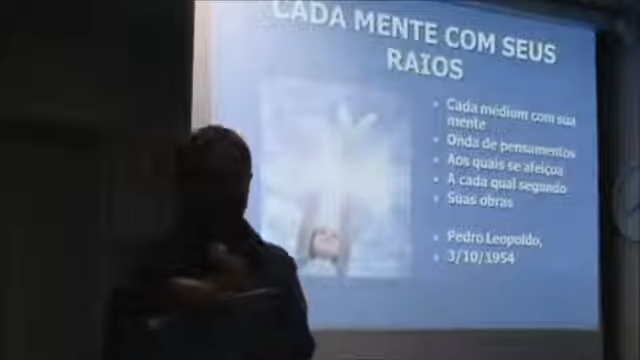 CADA MENTE COM SEUS
RAIOS
• Cada médium com sua
mente
• Onda de pensamentos
• Aos quais se afeiçoa
• A cada qual segundo
• Suas obras
• Pedro Leopoldo,
• 3/10/1954